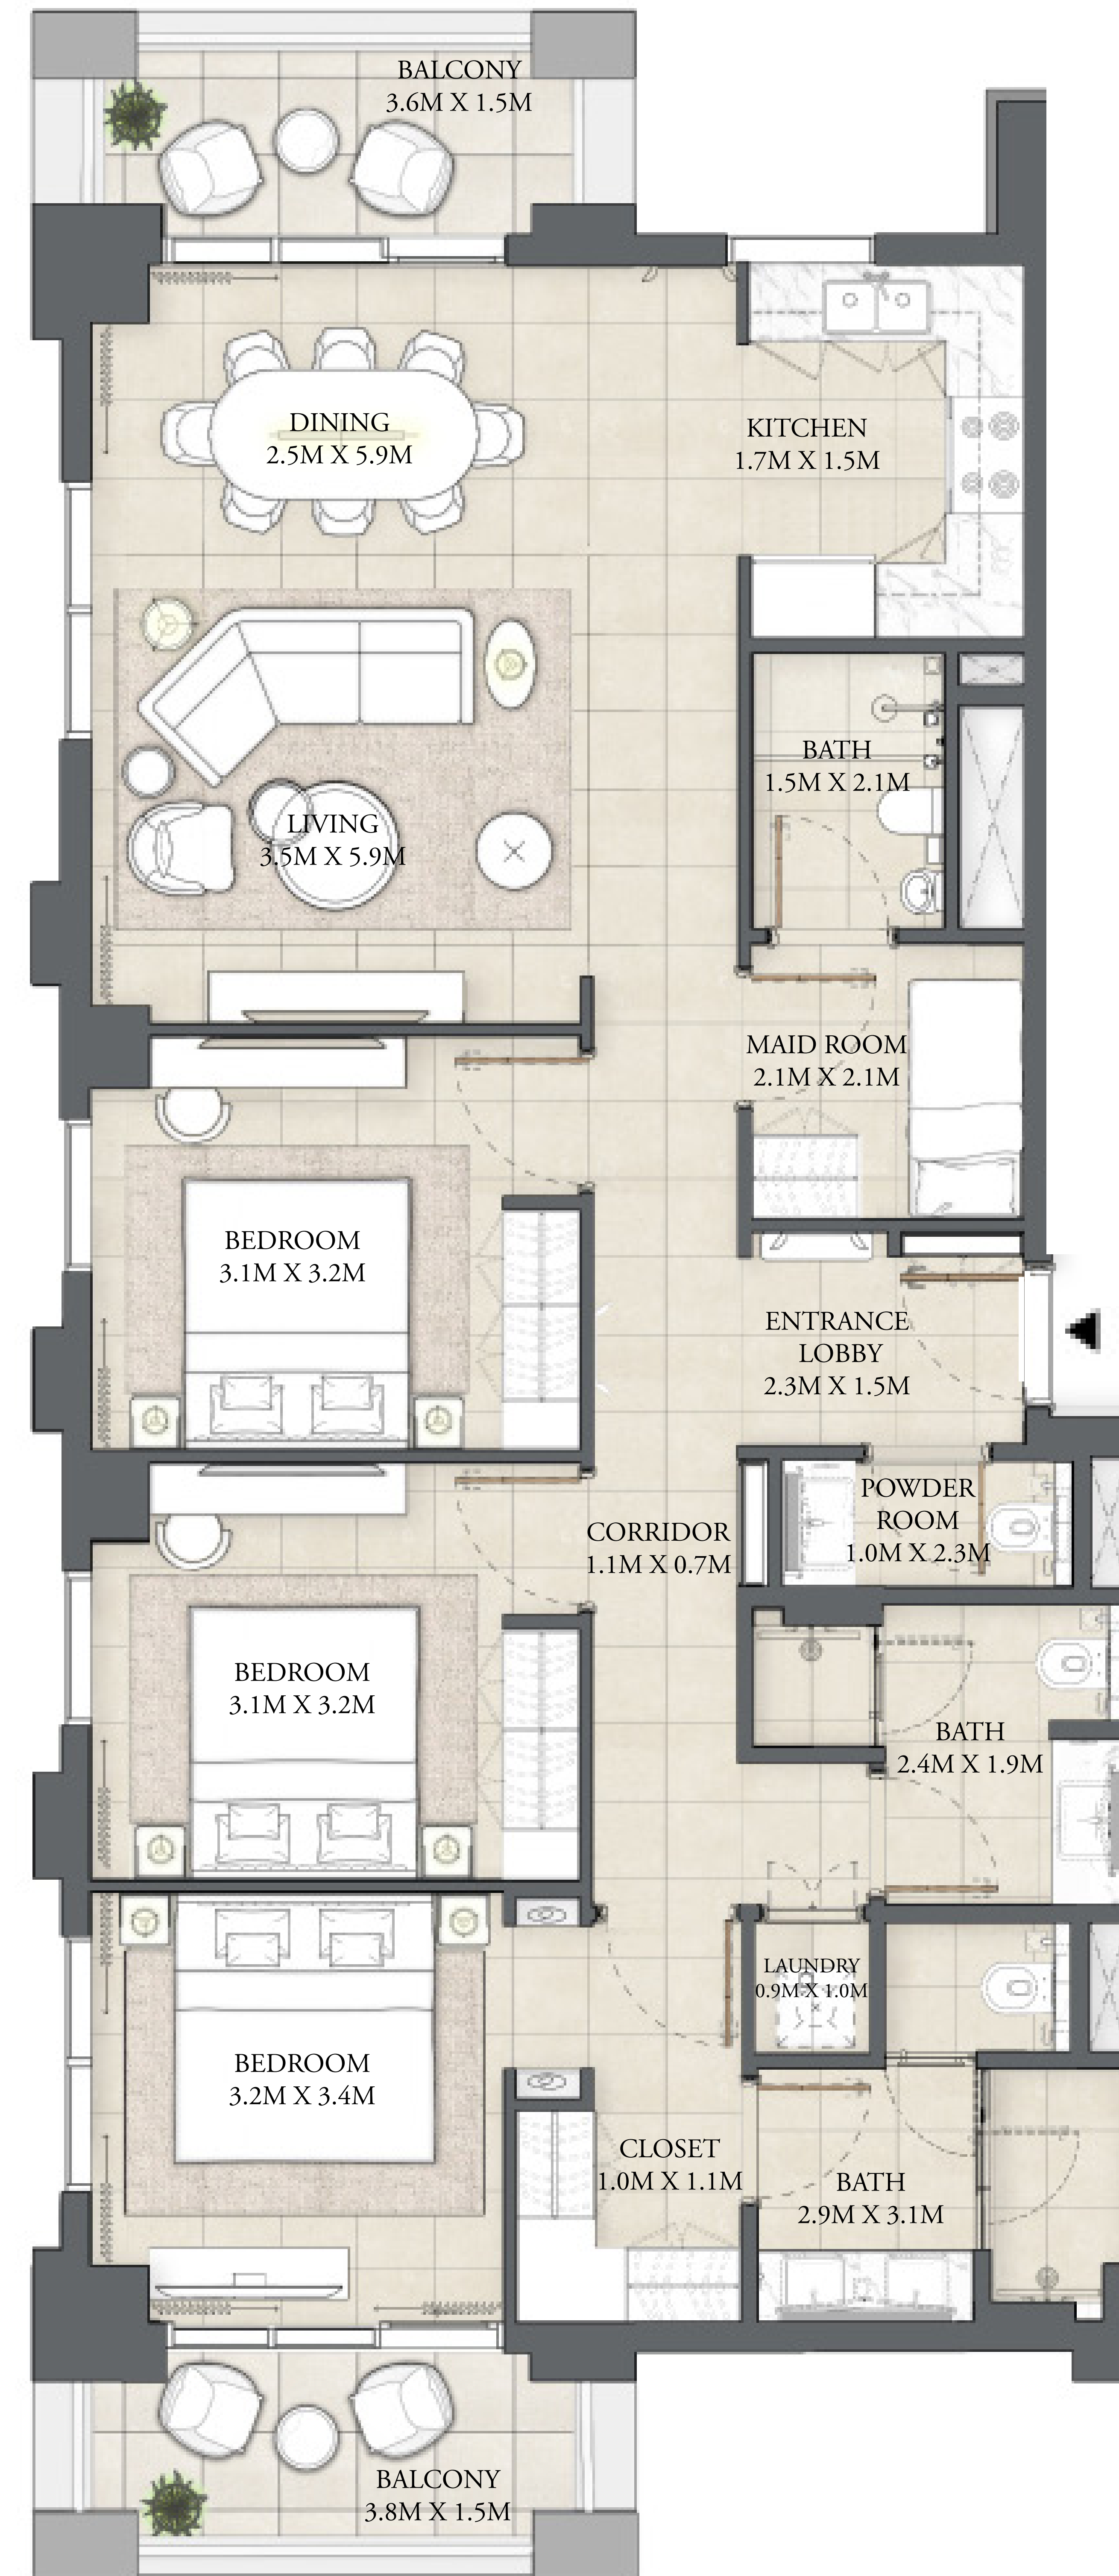 BALCONY
3.6M X 1.5M
DINING
2.5M X 5.9M
KITCHEN
1.7M X 1.5M
BATH
1.5M X 2.1M
LIVING
3.5M X 5.9M
MAID ROOM
2.1M X 2.1M
BEDROOM
3.1M X 3.2M
ENTRANCE
LOBBY
2.3M X 1.5M
POWDER
ROOM
1.0M X 2.3M
CORRIDOR
1.1M X 0.7M
BEDROOM
3.1M X 3.2M
BATH
2.4M X 1.9M
LAUNDRY
0.9M X 1.0M
BEDROOM
3.2M X 3.4M
CLOSET
1.0M X 1.1M
BATH
2.9M X 3.1M
BALCONY
3.8M X 1.5M